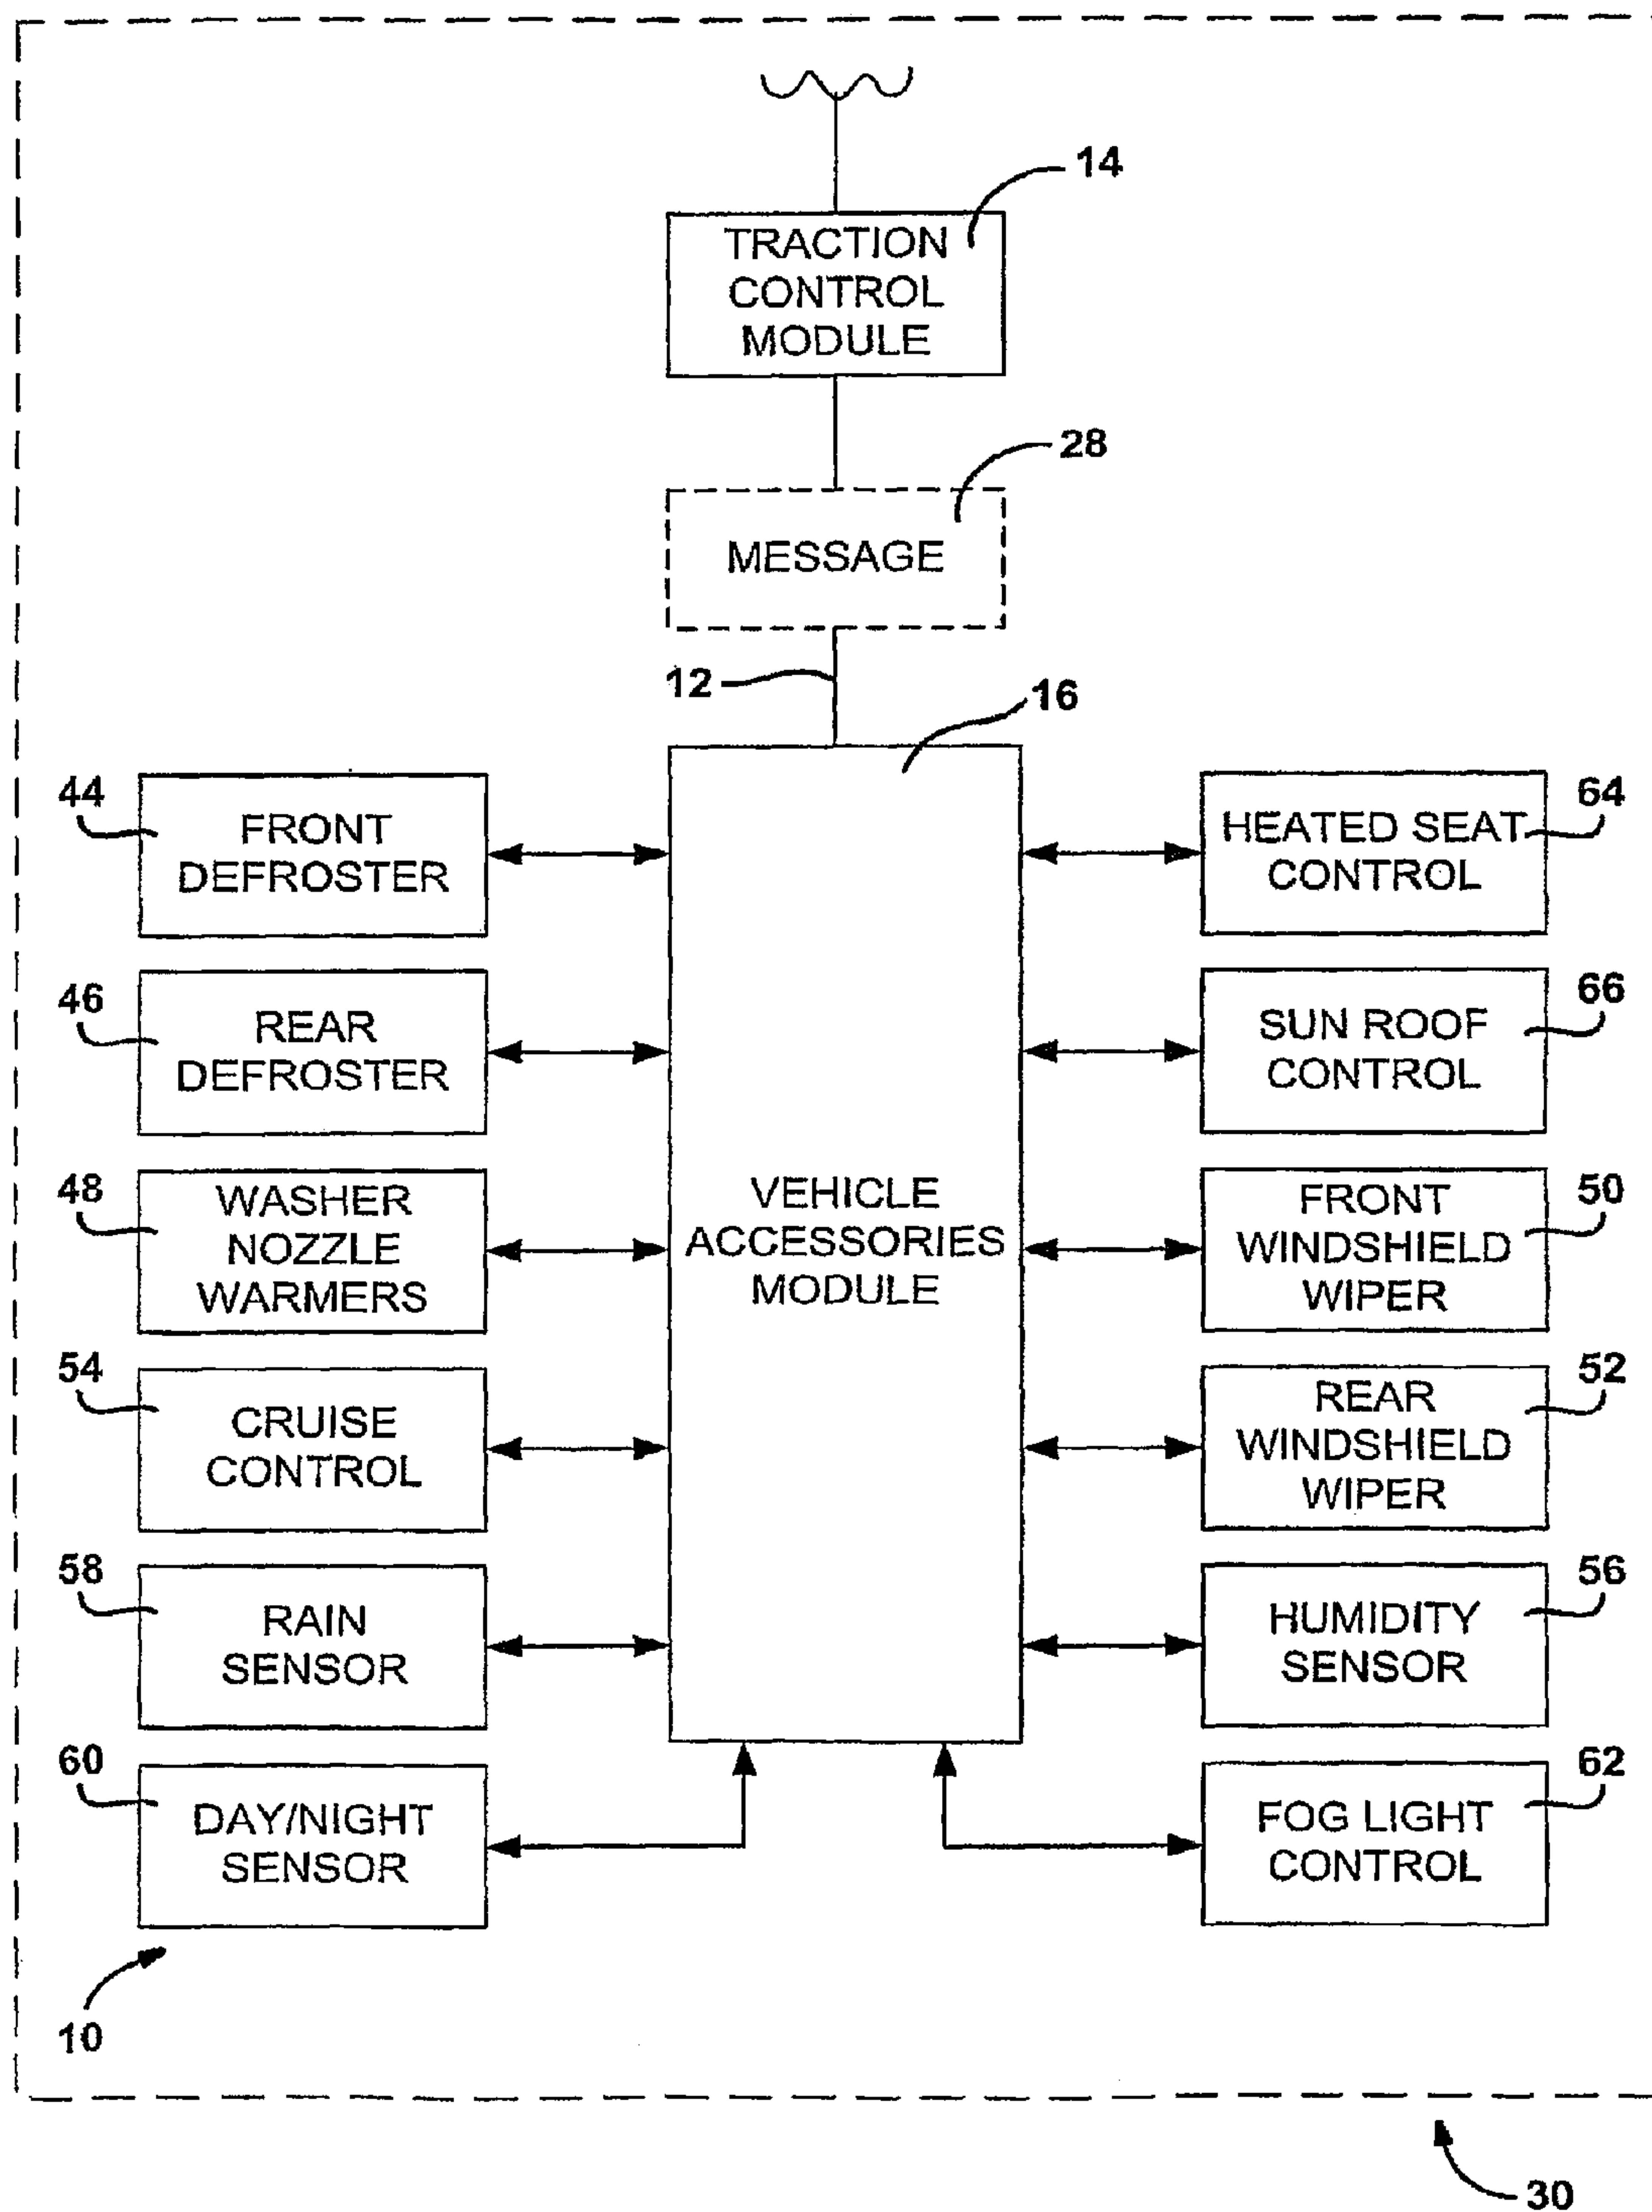 14
TRACTION
CONTROL
MODULE
28
MESSAGE
12
16
44
FRONT
DEFROSTER
46
REAR
DEFROSTER
48
WASHER
NOZZLE
WARMERS
54
CRUISE
CONTROL
58
RAIN
SENSOR
60
DAY/NIGHT
SENSOR
10
VEHICLE
ACCESSORIES
MODULE
64
HEATED SEAT
CONTROL
66
SUN ROOF
CONTROL
50
FRONT
WINDSHIELD
WIPER
52
REAR
WINDSHIELD
WIPER
56
HUMIDITY
SENSOR
62
FOG LIGHT
CONTROL
30